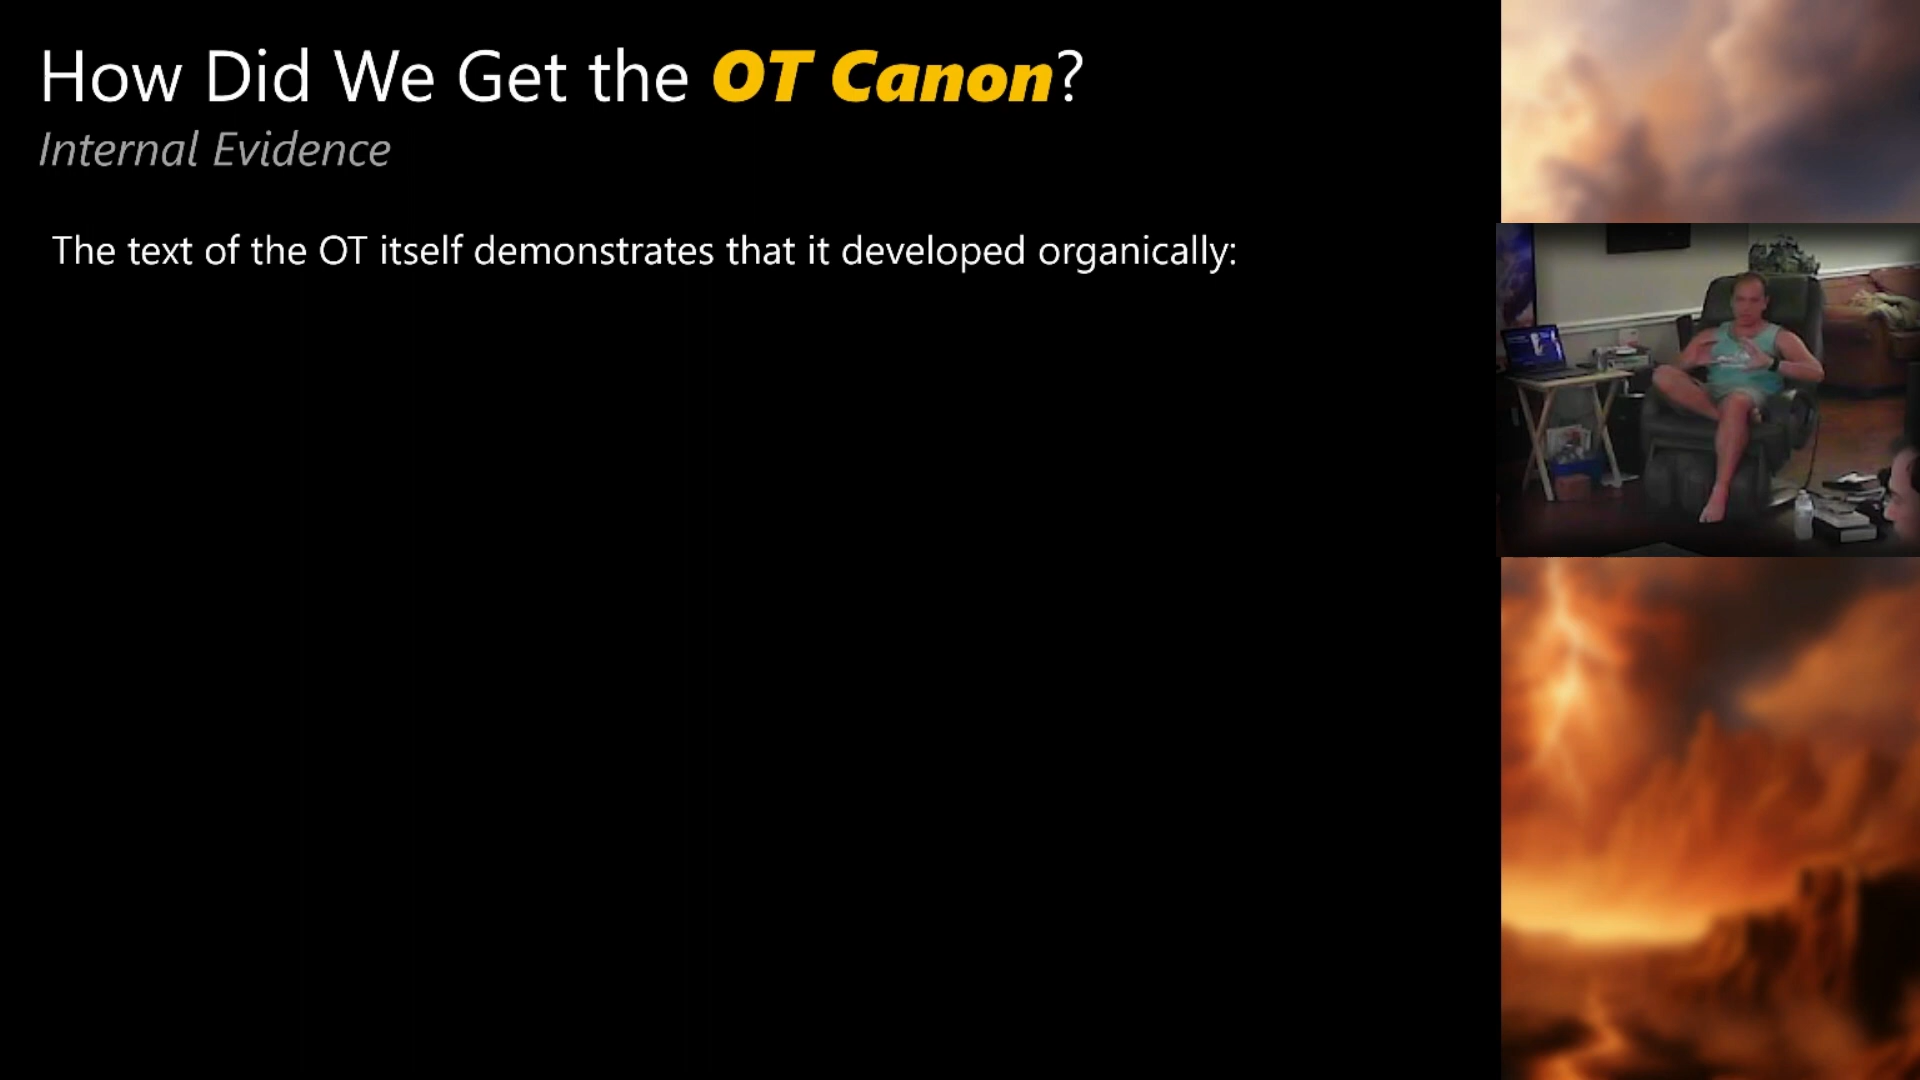 How Did We Get the OT Canon?
Internal Evidence
The text of the OT itself demonstrates that it developed organically: